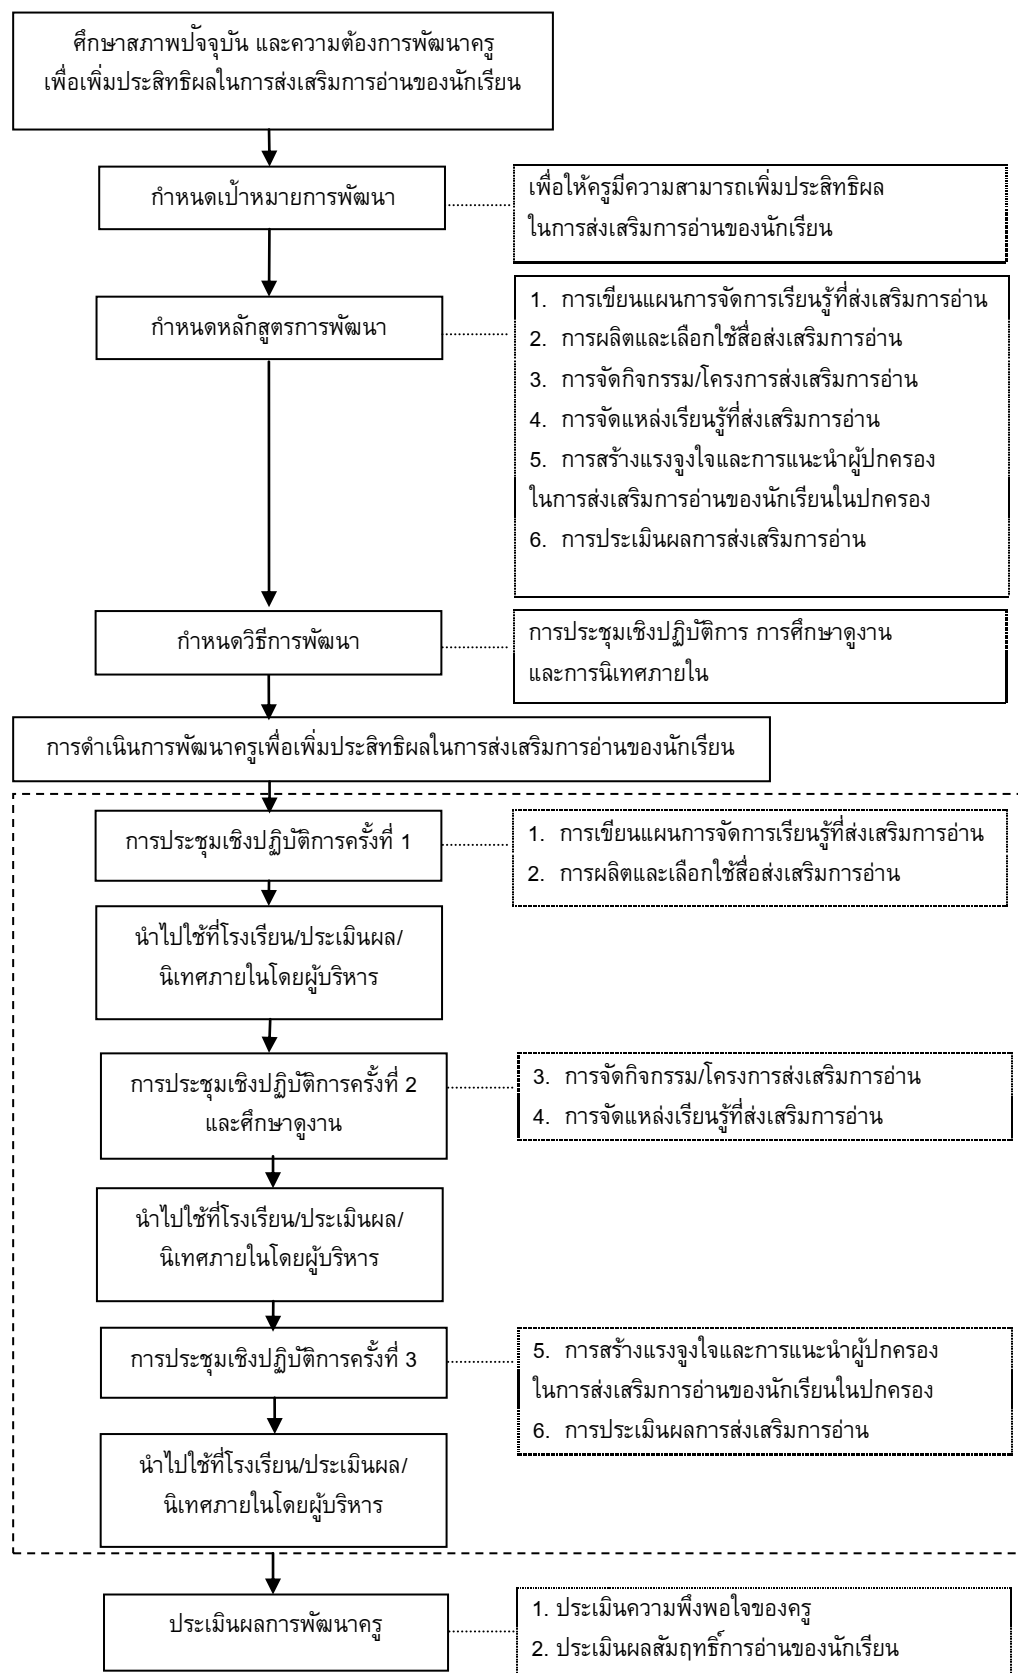 ศึกษาสภาพปัจจุบัน และความต้องการพัฒนาครู
เพื่อเพิ่มประสิทธิผลในการส่งเสริมการอ่านของนักเรียน
กำหนดเป้าหมายการพัฒนา
เพื่อให้ครูมีความสามารถเพิ่มประสิทธิผล
ในการส่งเสริมการอ่านของนักเรียน
กำหนดหลักสูตรการพัฒนา
1. การเขียนแผนการจัดการเรียนรู้ที่ส่งเสริมการอ่าน
2. การผลิตและเลือกใช้สื่อส่งเสริมการอ่าน
3. การจัดกิจกรรม/โครงการส่งเสริมการอ่าน
4. การจัดแหล่งเรียนรู้ที่ส่งเสริมการอ่าน
5. การสร้างแรงจูงใจและการแนะนำผู้ปกครอง
ในการส่งเสริมการอ่านของนักเรียนในปกครอง
6. การประเมินผลการส่งเสริมการอ่าน
กำหนดวิธีการพัฒนา
การประชุมเชิงปฏิบัติการ การศึกษาดูงาน
และการนิเทศภายใน
การดำเนินการพัฒนาครูเพื่อเพิ่มประสิทธิผลในการส่งเสริมการอ่านของนักเรียน
การประชุมเชิงปฏิบัติการครั้งที่ 1
1. การเขียนแผนการจัดการเรียนรู้ที่ส่งเสริมการอ่าน
2. การผลิตและเลือกใช้สื่อส่งเสริมการอ่าน
นำไปใช้ที่โรงเรียน/ประเมินผล/
นิเทศภายในโดยผู้บริหาร
การประชุมเชิงปฏิบัติการครั้งที่ 2
และศึกษาดูงาน
3. การจัดกิจกรรม/โครงการส่งเสริมการอ่าน
4. การจัดแหล่งเรียนรู้ที่ส่งเสริมการอ่าน
นำไปใช้ที่โรงเรียน/ประเมินผล/
นิเทศภายในโดยผู้บริหาร
การประชุมเชิงปฏิบัติการครั้งที่ 3
5. การสร้างแรงจูงใจและการแนะนำผู้ปกครอง
ในการส่งเสริมการอ่านของนักเรียนในปกครอง
6. การประเมินผลการส่งเสริมการอ่าน
นำไปใช้ที่โรงเรียน/ประเมินผล/
นิเทศภายในโดยผู้บริหาร
ประเมินผลการพัฒนาครู
1. ประเมินความพึงพอใจของครู
2. ประเมินผลสัมฤทธิ์การอ่านของนักเรียน